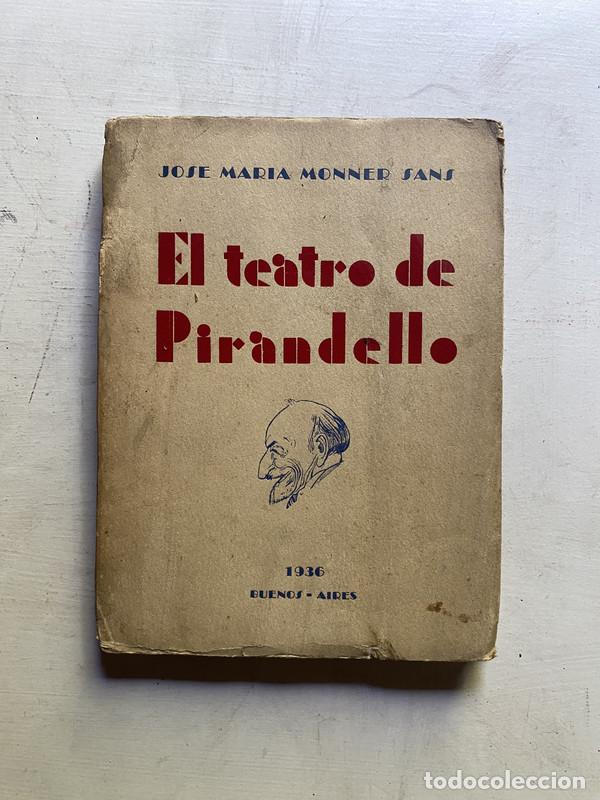 JOSE MARIA MONNER SANS
El teatro de
Pirandello
1936
BUENOS - AIRES
todocoleccion